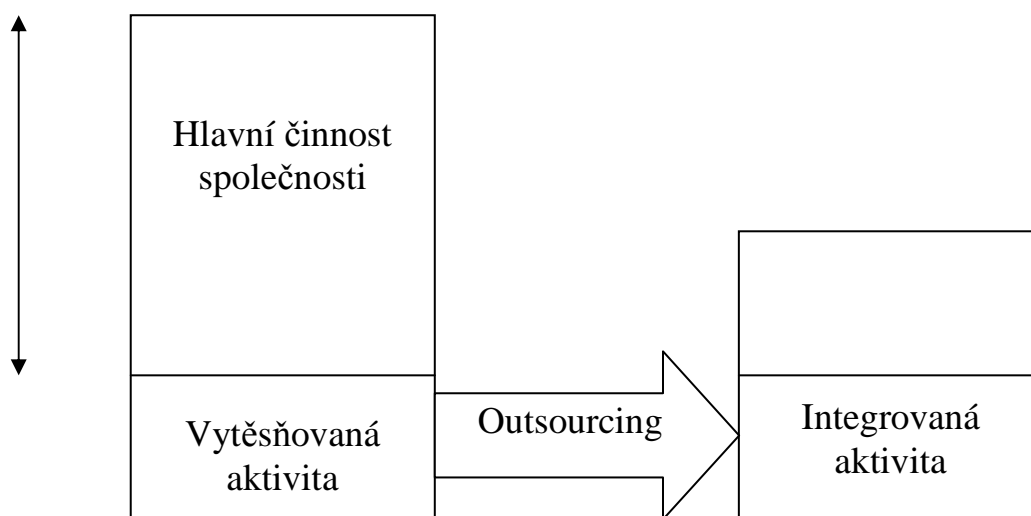 Hlavní činnost
společnosti
Vytěsňovaná
aktivita
Outsourcing
Integrovaná
aktivita